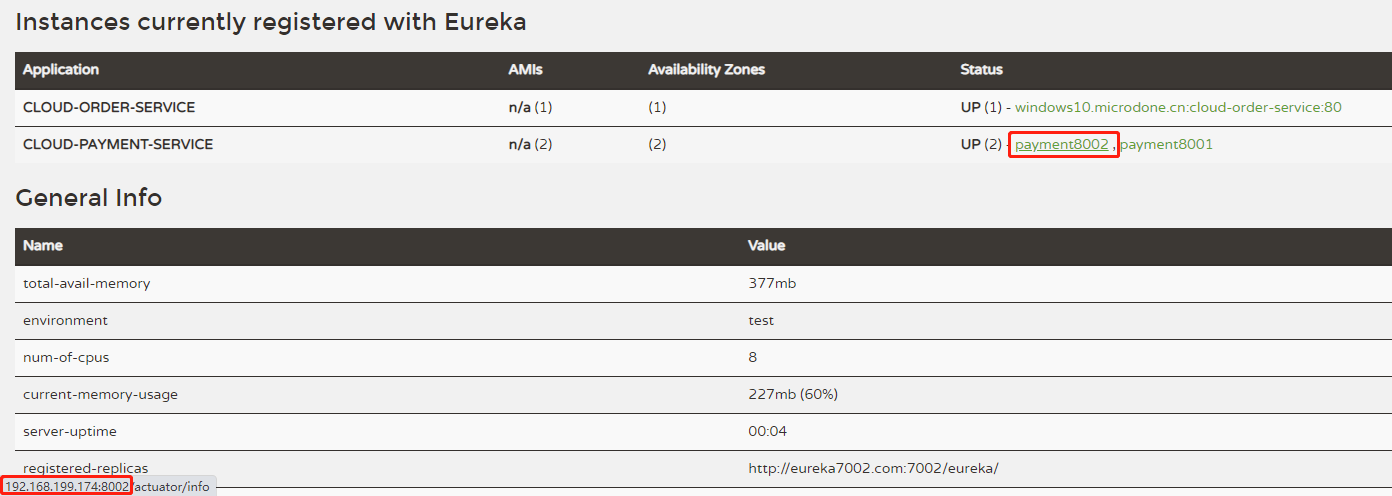 Instances currently registered with Eureka
Application AMIs Availability Zones Status
CLOUD-ORDER-SERVICE n/a (1) (1) UP (1) - windows10.microdone.cn:cloud-order-service:80
CLOUD-PAYMENT-SERVICE n/a (2) (2) UP (2) - payment8002 , payment8001
General Info
Name Value
total-avail-memory 377mb
environment test
num-of-cpus 8
current-memory-usage 227mb (60%)
server-uptime 00:04
registered-replicas http://eureka7002.com:7002/eureka/
192.168.199.174:8002/actuator/info